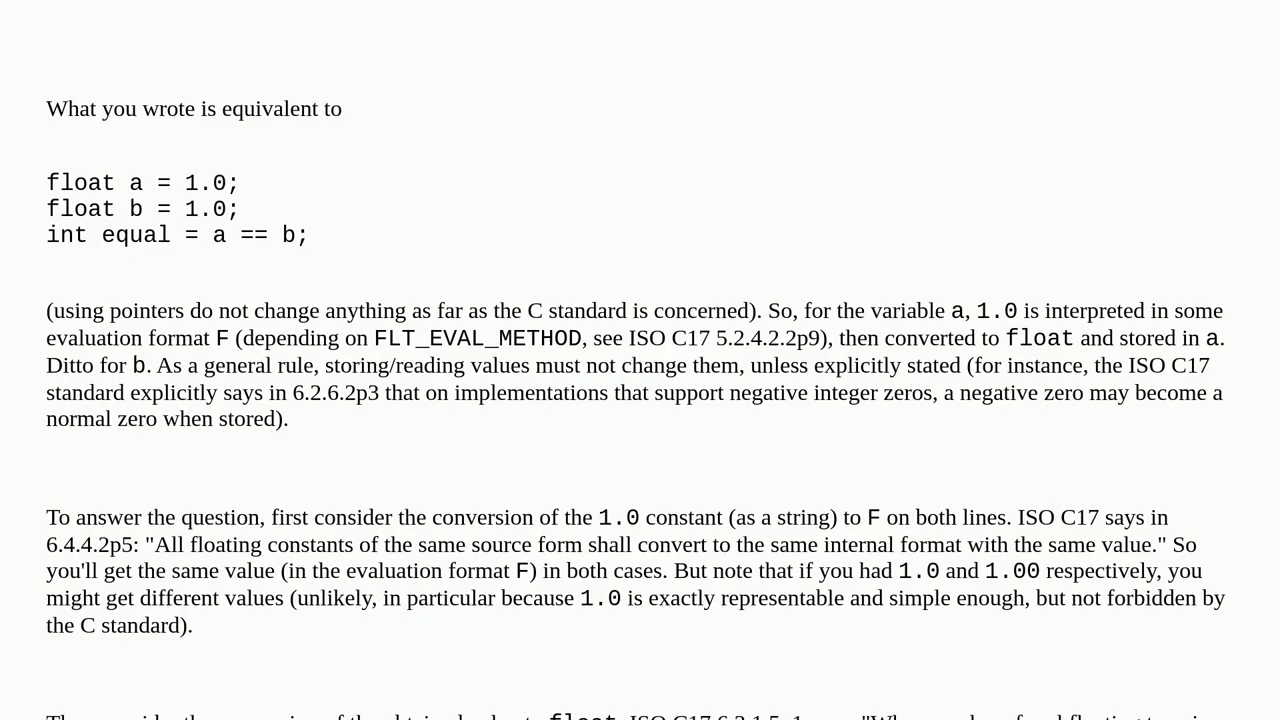 What you wrote is equivalent to
float a = 1.0;
float b = 1.0;
int equal = a == b;
(using pointers do not change anything as far as the C standard is concerned). So, for the variable a, 1.0 is interpreted in some
evaluation format F (depending on FLT_EVAL_METHOD, see ISO C17 5.2.4.2.2p9), then converted to float and stored in a.
Ditto for b. As a general rule, storing/reading values must not change them, unless explicitly stated (for instance, the ISO C17
standard explicitly says in 6.2.6.2p3 that on implementations that support negative integer zeros, a negative zero may become a
normal zero when stored).
To answer the question, first consider the conversion of the 1.0 constant (as a string) to F on both lines. ISO C17 says in
6.4.4.2p5: "All floating constants of the same source form shall convert to the same internal format with the same value." So
you'll get the same value (in the evaluation format F) in both cases. But note that if you had 1.0 and 1.00 respectively, you
might get different values (unlikely, in particular because 1.0 is exactly representable and simple enough, but not forbidden by
the C standard).